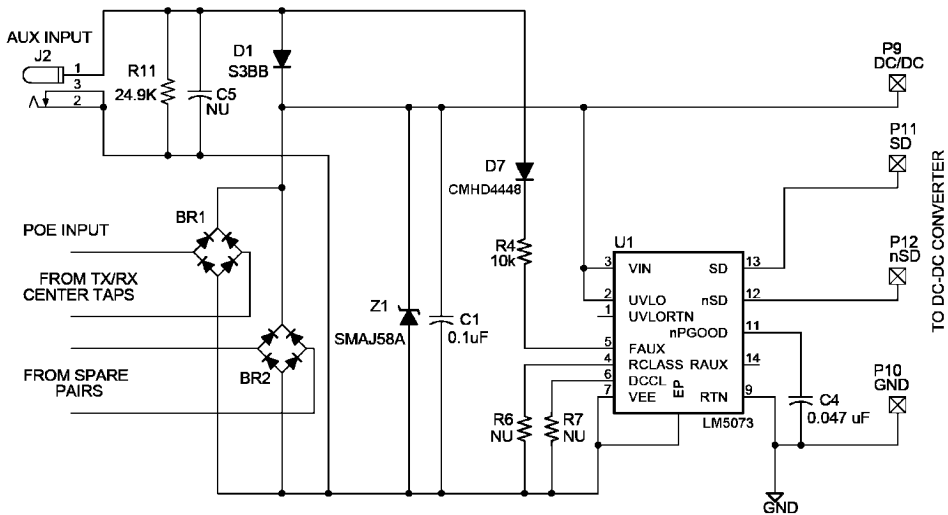 AUX INPUT
J2
1
3
2
R11
24.9K
C5
NU
D1
S3BB
P9
DC/DC
P11
SD
P12
nSD
TO DC-DC CONVERTER
D7
CMHD4448
R4
10k
BR1
POE INPUT
FROM TX/RX
CENTER TAPS
FROM SPARE
PAIRS
BR2
Z1
SMAJ58A
C1
0.1uF
U1
3
VIN
SD
13
2
UVLO
nSD
12
1
UVLORTN
nPGOOD
11
5
FAUX
4
RCLASS
RAUX
14
6
DCCL
7
VEE
EP
RTN
9
LM5073
R6
NU
R7
NU
C4
0.047 uF
P10
GND
GND